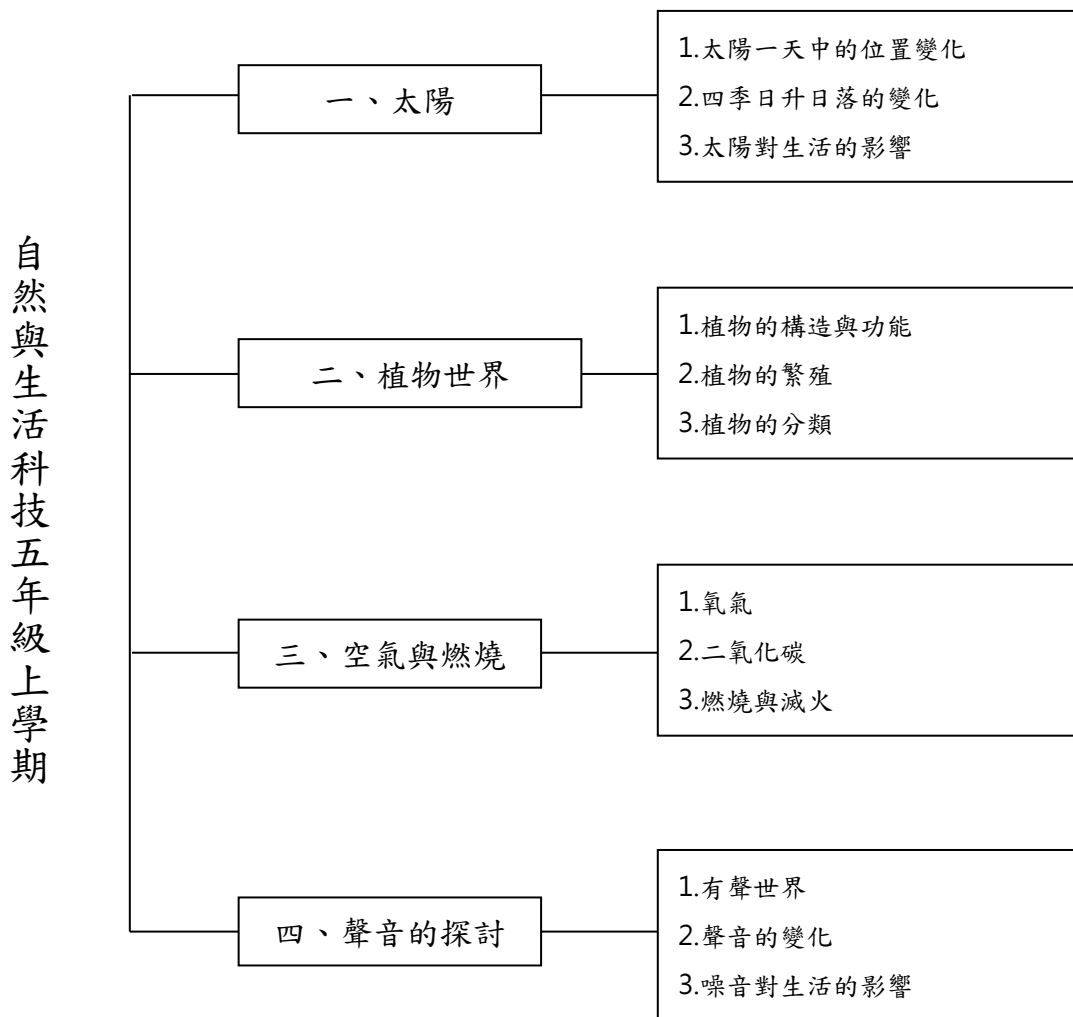 自然與生活科技五年級上學期
一、太陽
1.太陽一天中的位置變化
2.四季日升日落的變化
3.太陽對生活的影響
二、植物世界
1.植物的構造與功能
2.植物的繁殖
3.植物的分類
三、空氣與燃燒
1.氧氣
2.二氧化碳
3.燃燒與滅火
四、聲音的探討
1.有聲世界
2.聲音的變化
3.噪音對生活的影響